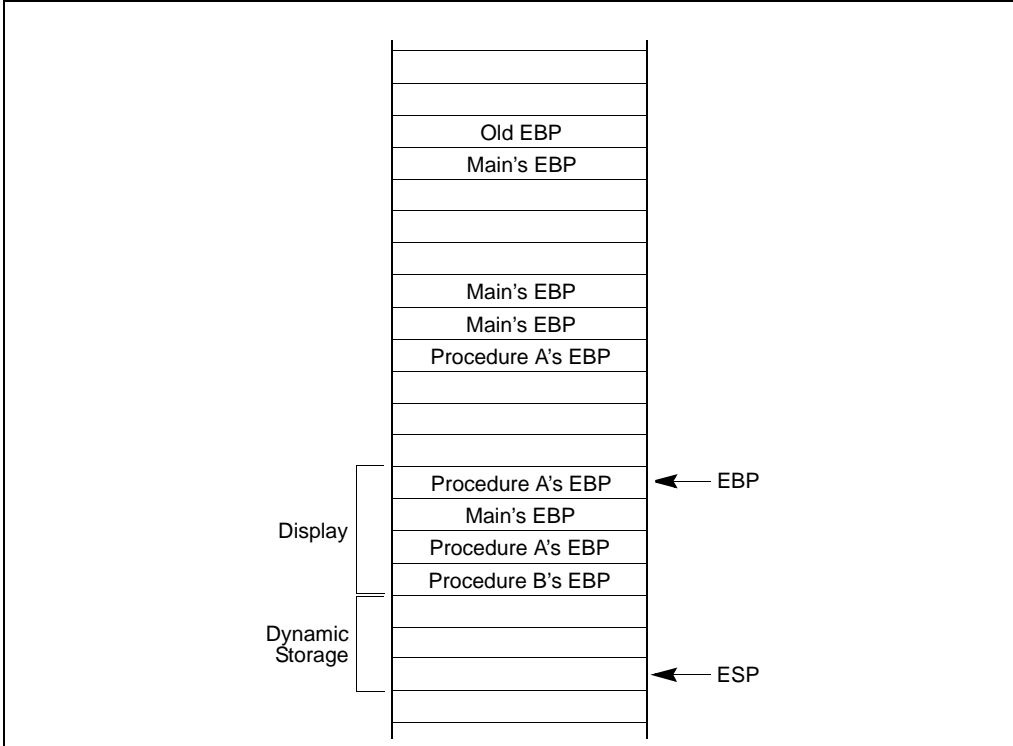 Old EBP
Main's EBP
Main's EBP
Main's EBP
Procedure A's EBP
Procedure A's EBP
EBP
Main's EBP
Display
Procedure A's EBP
Procedure B's EBP
Dynamic
Storage
ESP